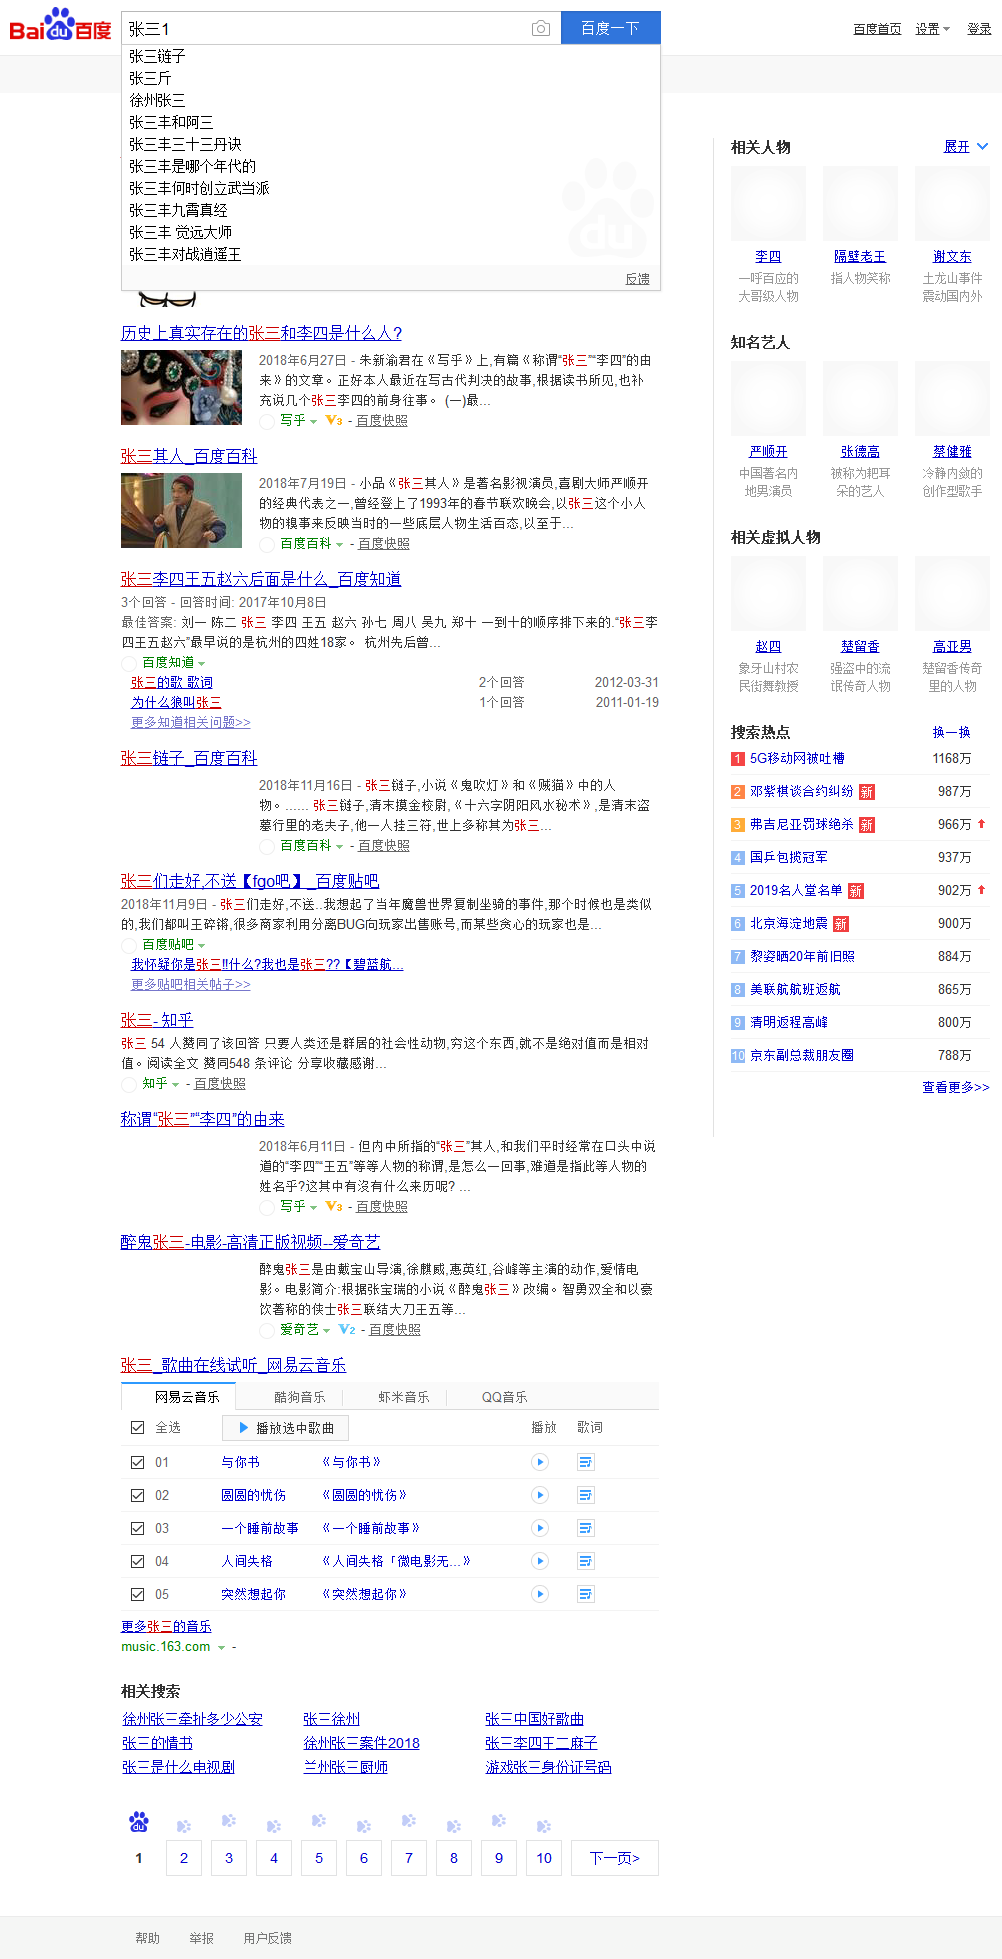 Bai du 百度
张三1
百度一下
百度首页 设置 登录
张三链子
张三斤
徐州张三
张三丰和阿三
张三丰三十三丹诀
张三丰是哪个年代的
张三丰何时创立武当派
张三丰九霄真经
张三丰 觉远大师
张三丰对战逍遥王
反馈
历史上真实存在的张三和李四是什么人?
2018年6月27日 - 朱新渝君在《写乎》上,有篇《称谓“张三”“李四”的由
来》的文章。正好本人最近在写古代判决的故事,根据读书所见,也补
充说几个张三李四的前身往事。 (一)最...
写乎 V3 - 百度快照
张三其人_百度百科
2018年7月19日 - 小品《张三其人》是著名影视演员,喜剧大师严顺开
的经典代表之一,曾经登上了1993年的春节联欢晚会,以张三这个小人
物的糗事来反映当时的一些底层人物生活百态,以至于...
百度百科 - 百度快照
张三李四王五赵六后面是什么_百度知道
3个回答 - 回答时间: 2017年10月8日
最佳答案: 刘一 陈二 张三 李四 王五 赵六 孙七 周八 吴九 郑十 一到十的顺序排下来的.“张三李
四王五赵六”最早说的是杭州的四姓18家。 杭州先后曾...
百度知道
张三的歌 歌词 2个回答 2012-03-31
为什么狼叫张三 1个回答 2011-01-19
更多知道相关问题>>
张三链子_百度百科
2018年11月16日 - 张三链子,小说《鬼吹灯》和《贼猫》中的人
物。...... 张三链子,清末摸金校尉,《十六字阴阳风水秘术》,是清末盗
墓行里的老夫子,他一人挂三符,世上多称其为张三...
百度百科 - 百度快照
张三们走好,不送【fgo吧】_百度贴吧
2018年11月9日 - 张三们走好,不送..我想起了当年魔兽世界复制坐骑的事件,那个时候也是类似
的,我们都叫王碎锵,很多商家利用分离BUG向玩家出售账号,而某些贪心的玩家也是...
百度贴吧
我怀疑你是张三!!什么?我也是张三??【碧蓝航...
更多贴吧相关帖子>>
张三- 知乎
张三 54 人赞同了该回答 只要人类还是群居的社会性动物,穷这个东西,就不是绝对值而是相对
值。阅读全文 赞同548 条评论 分享收藏感谢...
知乎 - 百度快照
称谓“张三”“李四”的由来
2018年6月11日 - 但内中所指的“张三”其人,和我们平时经常在口头中说
道的“李四”“王五”等等人物的称谓,是怎么一回事,难道是指此等人物的
姓名乎?这其中有没有什么来历呢? ...
写乎 V3 - 百度快照
醉鬼张三-电影-高清正版视频--爱奇艺
醉鬼张三是由戴宝山导演,徐麒威,惠英红,谷峰等主演的动作,爱情电
影。电影简介:根据张宝瑞的小说《醉鬼张三》改编。智勇双全和以豪
饮著称的侠士张三联结大刀王五等...
爱奇艺 V2 - 百度快照
张三_歌曲在线试听_网易云音乐
网易云音乐 酷狗音乐 虾米音乐 QQ音乐
全选 播放选中歌曲 播放 歌词
01 与你书 《与你书》
02 圆圆的忧伤 《圆圆的忧伤》
03 一个睡前故事 《一个睡前故事》
04 人间失格 《人间失格「微电影无...》
05 突然想起你 《突然想起你》
更多张三的音乐
music.163.com -
相关搜索
徐州张三牵扯多少公安 张三徐州 张三中国好歌曲
张三的情书 徐州张三案件2018 张三李四王二麻子
张三是什么电视剧 兰州张三厨师 游戏张三身份证号码
1 2 3 4 5 6 7 8 9 10 下一页>
帮助 举报 用户反馈
相关人物 展开
李四 隔壁老王 谢文东
一呼百应的 指人物笑称 土龙山事件
大哥级人物 震动国内外
知名艺人
严顺开 张德高 蔡健雅
中国著名内 被称为耙耳 冷静内敛的
地男演员 朵的艺人 创作型歌手
相关虚拟人物
赵四 楚留香 高亚男
象牙山村农 强盗中的流 楚留香传奇
民街舞教授 氓传奇人物 里的人物
搜索热点 换一换
1 5G移动网被吐槽 1168万
2 邓紫棋谈合约纠纷 新 987万
3 弗吉尼亚罚球绝杀 新 966万
4 国乒包揽冠军 937万
5 2019名人堂名单 新 902万
6 北京海淀地震 新 900万
7 黎姿晒20年前旧照 884万
8 美联航航班返航 865万
9 清明返程高峰 800万
10 京东副总裁朋友圈 788万
查看更多>>